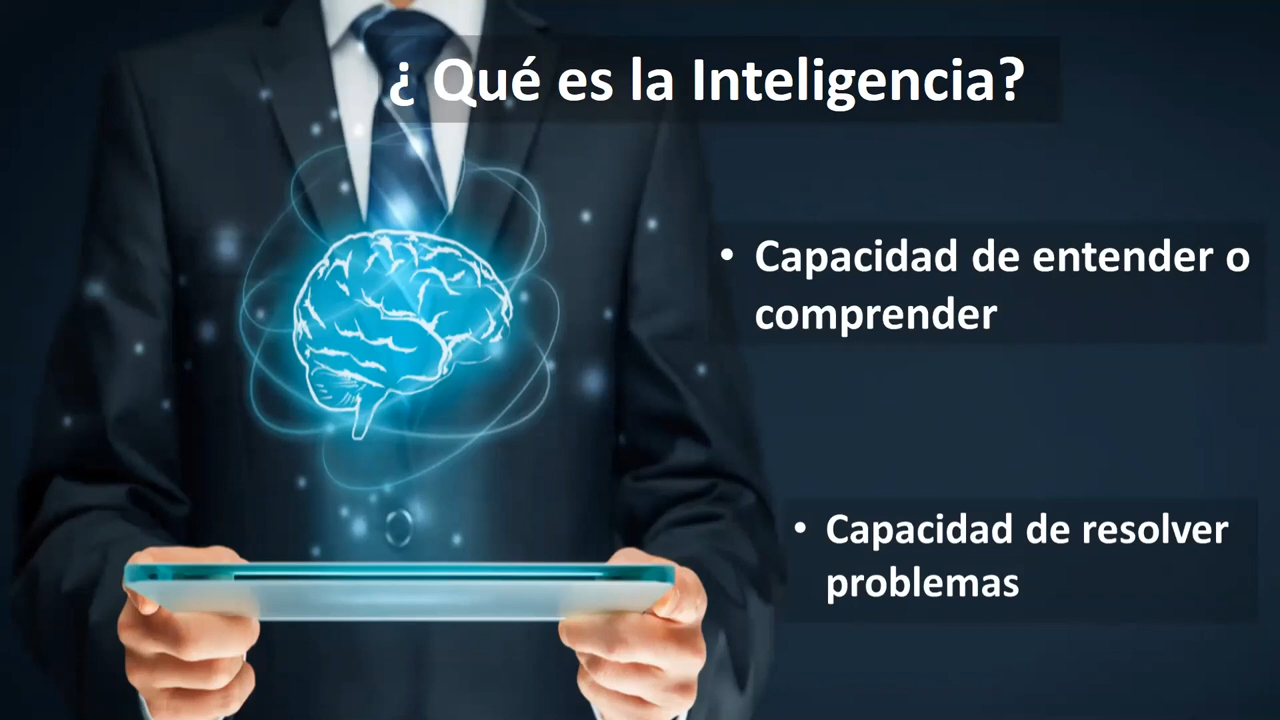 ¿ Qué es la Inteligencia?
• Capacidad de entender o
comprender
• Capacidad de resolver
problemas